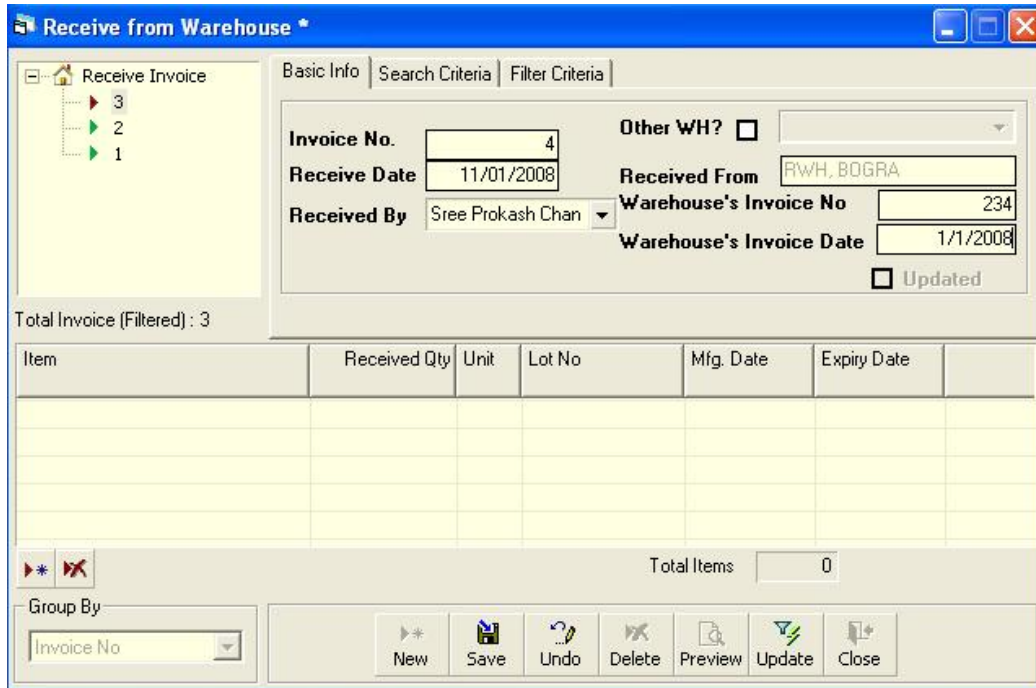 Receive from Warehouse *
Receive Invoice
3
2
1
Total Invoice (Filtered) : 3
Basic Info Search Criteria Filter Criteria
Invoice No. 4
Receive Date 11/01/2008
Received By Sree Prokash Chan
Other WH?
Received From RWH, BOGRA
Warehouse's Invoice No 234
Warehouse's Invoice Date 1/1/2008
Updated
Item Received Qty Unit Lot No Mfg. Date Expiry Date
Total Items 0
Group By
Invoice No
New Save Undo Delete Preview Update Close